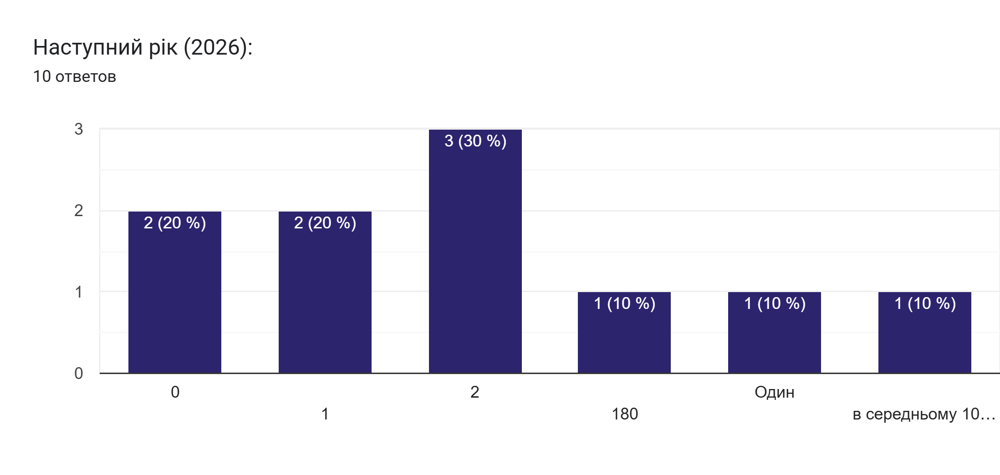 Наступний рік (2026):
10 ответов
3
2
1
0
3 (30 %)
2 (20 %)
2 (20 %)
1 (10 %)
1 (10 %)
1 (10 %)
0
1
2
180
Один
в середньому 10…